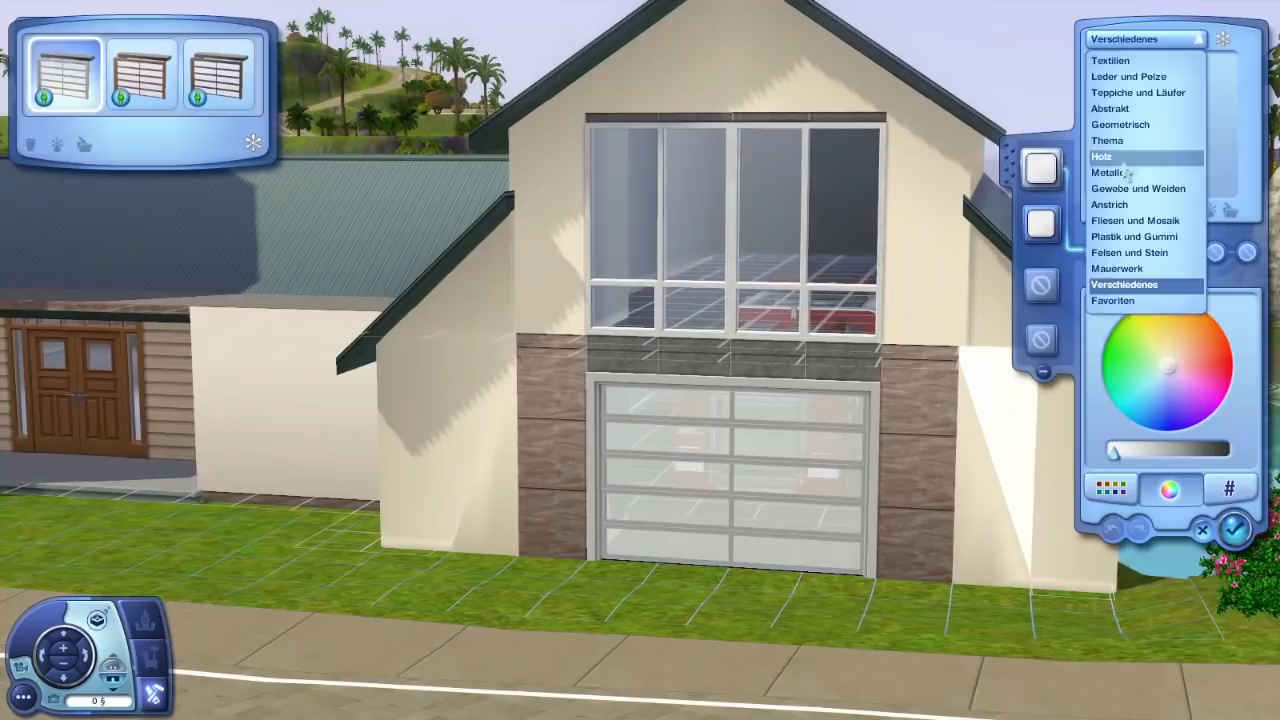 Verschiedenes
Textilien
Leder und Pelze
Teppiche und Läufer
Abstrakt
Geometrisch
Thema
Holz
Metalle
Gewebe und Weiden
Anstrich
Fliesen und Mosaik
Plastik und Gummi
Felsen und Stein
Mauerwerk
Verschiedenes
Favoriten
#
0 §